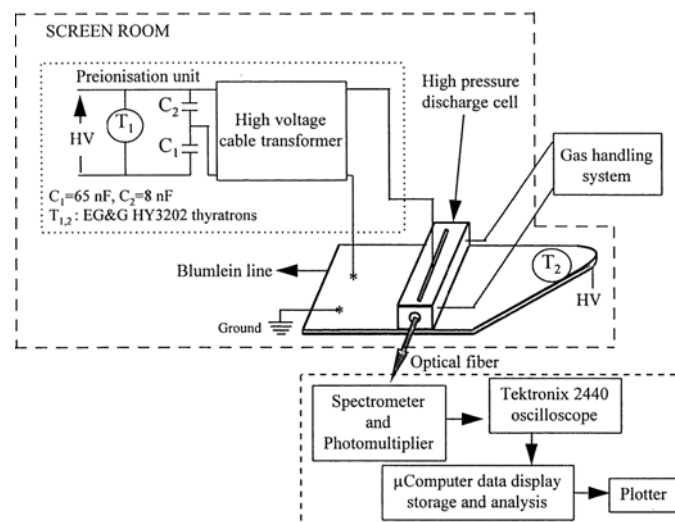 SCREEN ROOM
Preionisation unit
HV
T₁
C₂
C₁
High voltage
cable transformer
C₁=65 nF, C₂=8 nF
T₁,₂ : EG&G HY3202 thyratrons
High pressure
discharge cell
Gas handling
system
Blumlein line
T₂
HV
Ground
Optical fiber
Spectrometer
and
Photomultiplier
Tektronix 2440
oscilloscope
µComputer data display
storage and analysis
Plotter